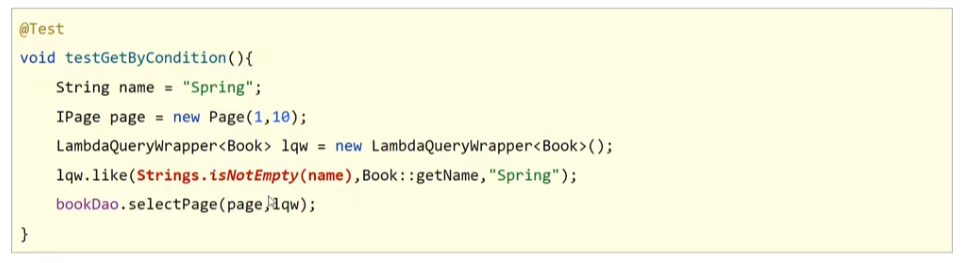 @Test
void testGetByCondition(){
    String name = "Spring";
    IPage page = new Page(1,10);
    LambdaQueryWrapper<Book> lqw = new LambdaQueryWrapper<Book>();
    lqw.like(Strings.isNotEmpty(name),Book::getName,"Spring");
    bookDao.selectPage(page,lqw);
}